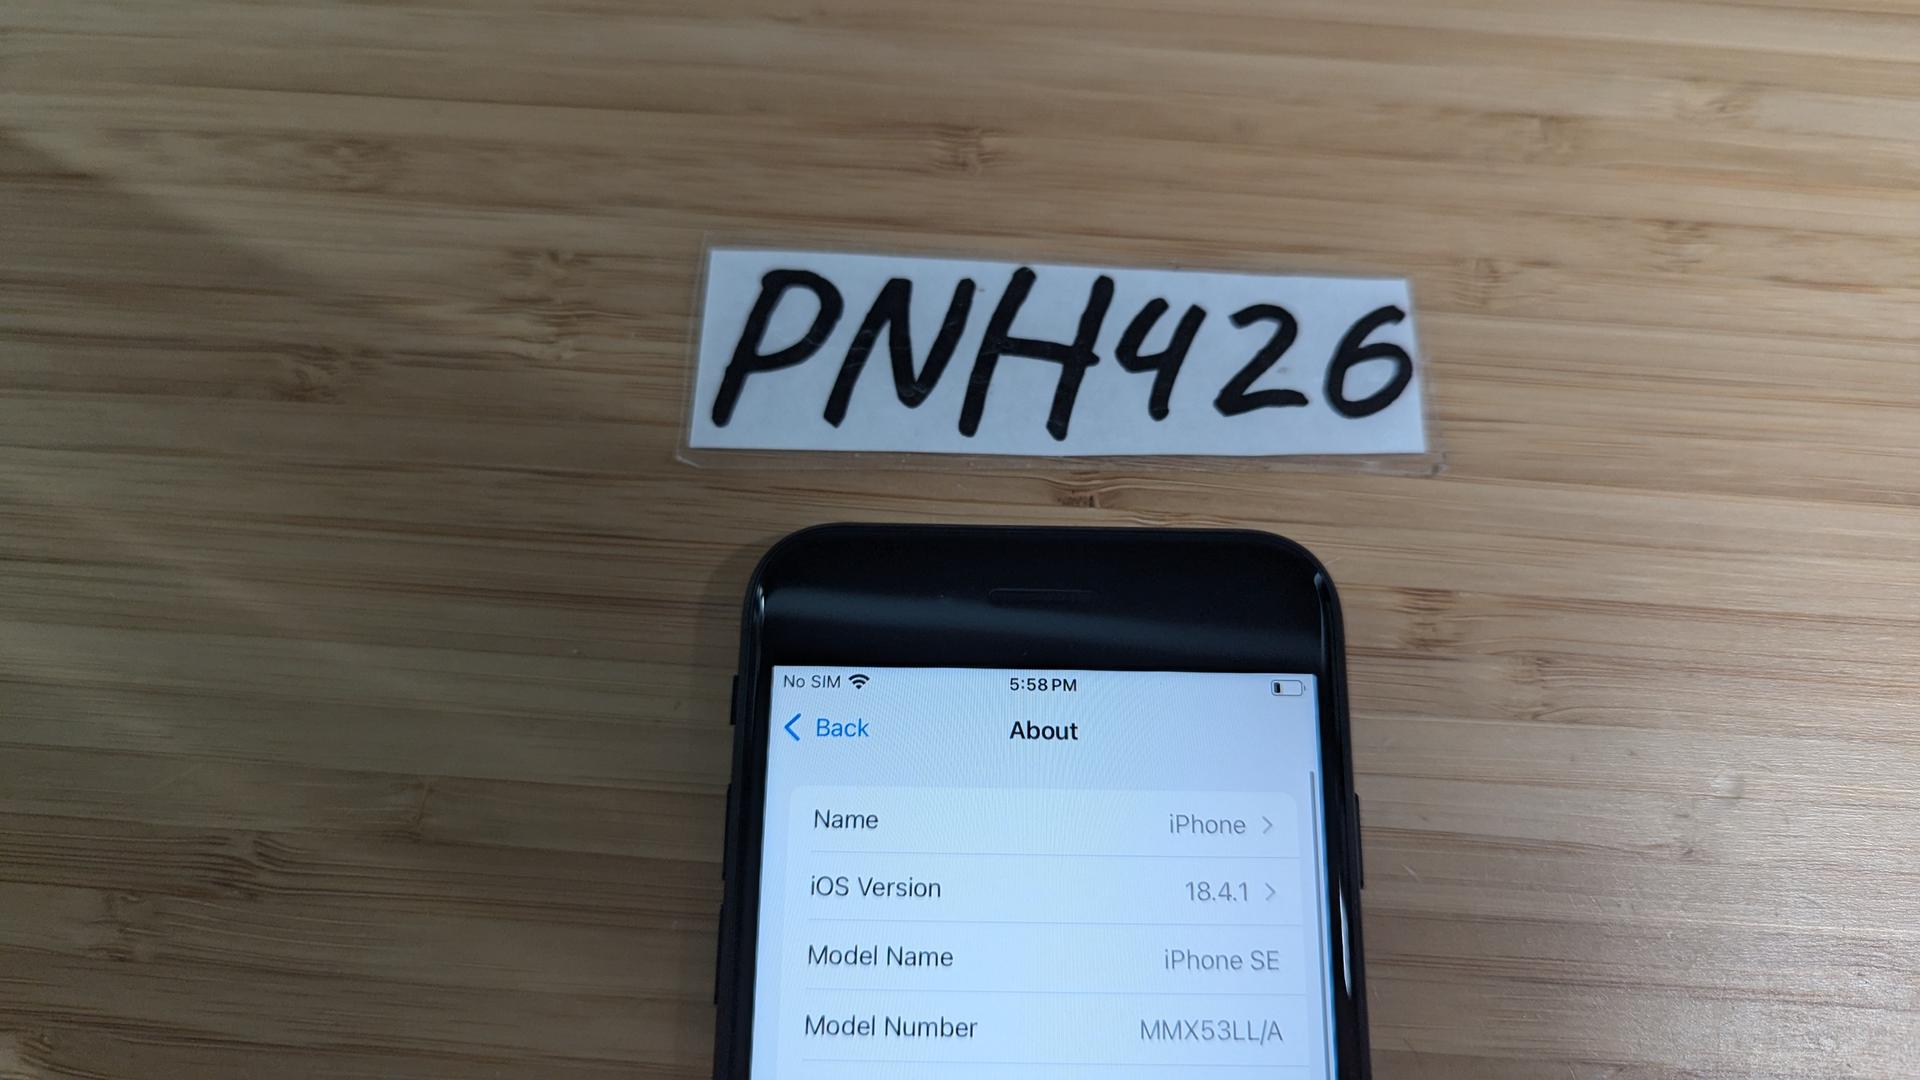 PNH426
No SIM 5:58 PM
Back About
Name iPhone
iOS Version 18.4.1
Model Name iPhone SE
Model Number MMX53LL/A